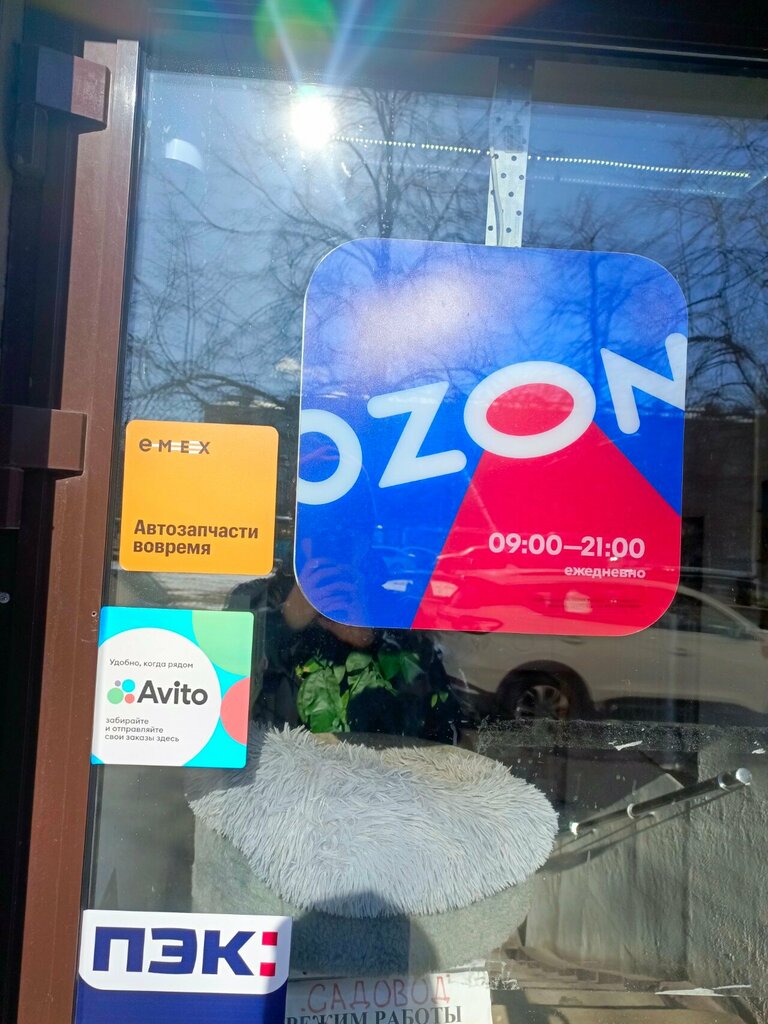 OZON
09:00—21:00
ежедневно
емех
Автозапчасти
вовремя
Удобно, когда рядом
Avito
забирайте
и отправляйте
свои заказы здесь
ПЭК:
САДОВОД
РЕЖИМ РАБОТЫ